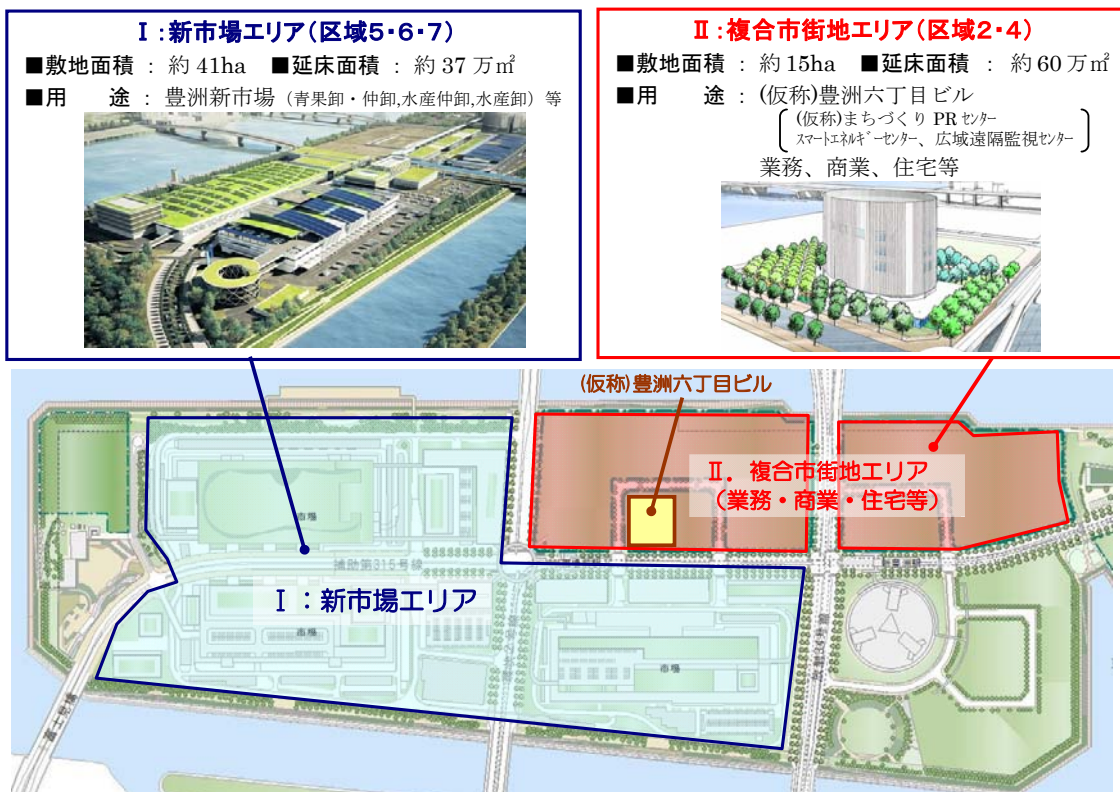 Ⅰ：新市場エリア（区域5・6・7）
■敷地面積 ： 約 41ha ■延床面積 ： 約 37 万㎡
■用　　途 ： 豊洲新市場（青果卸・仲卸,水産仲卸,水産卸）等
Ⅱ：複合市街地エリア（区域2・4）
■敷地面積 ： 約 15ha ■延床面積 ： 約 60 万㎡
■用　　途 ： (仮称)豊洲六丁目ビル
(仮称)まちづくり PR センター
スマートエネルギーセンター、広域遠隔監視センター
業務、商業、住宅等
(仮称)豊洲六丁目ビル
Ⅱ．複合市街地エリア
（業務・商業・住宅等）
市場
補助第315号線
Ⅰ：新市場エリア
市場
市場